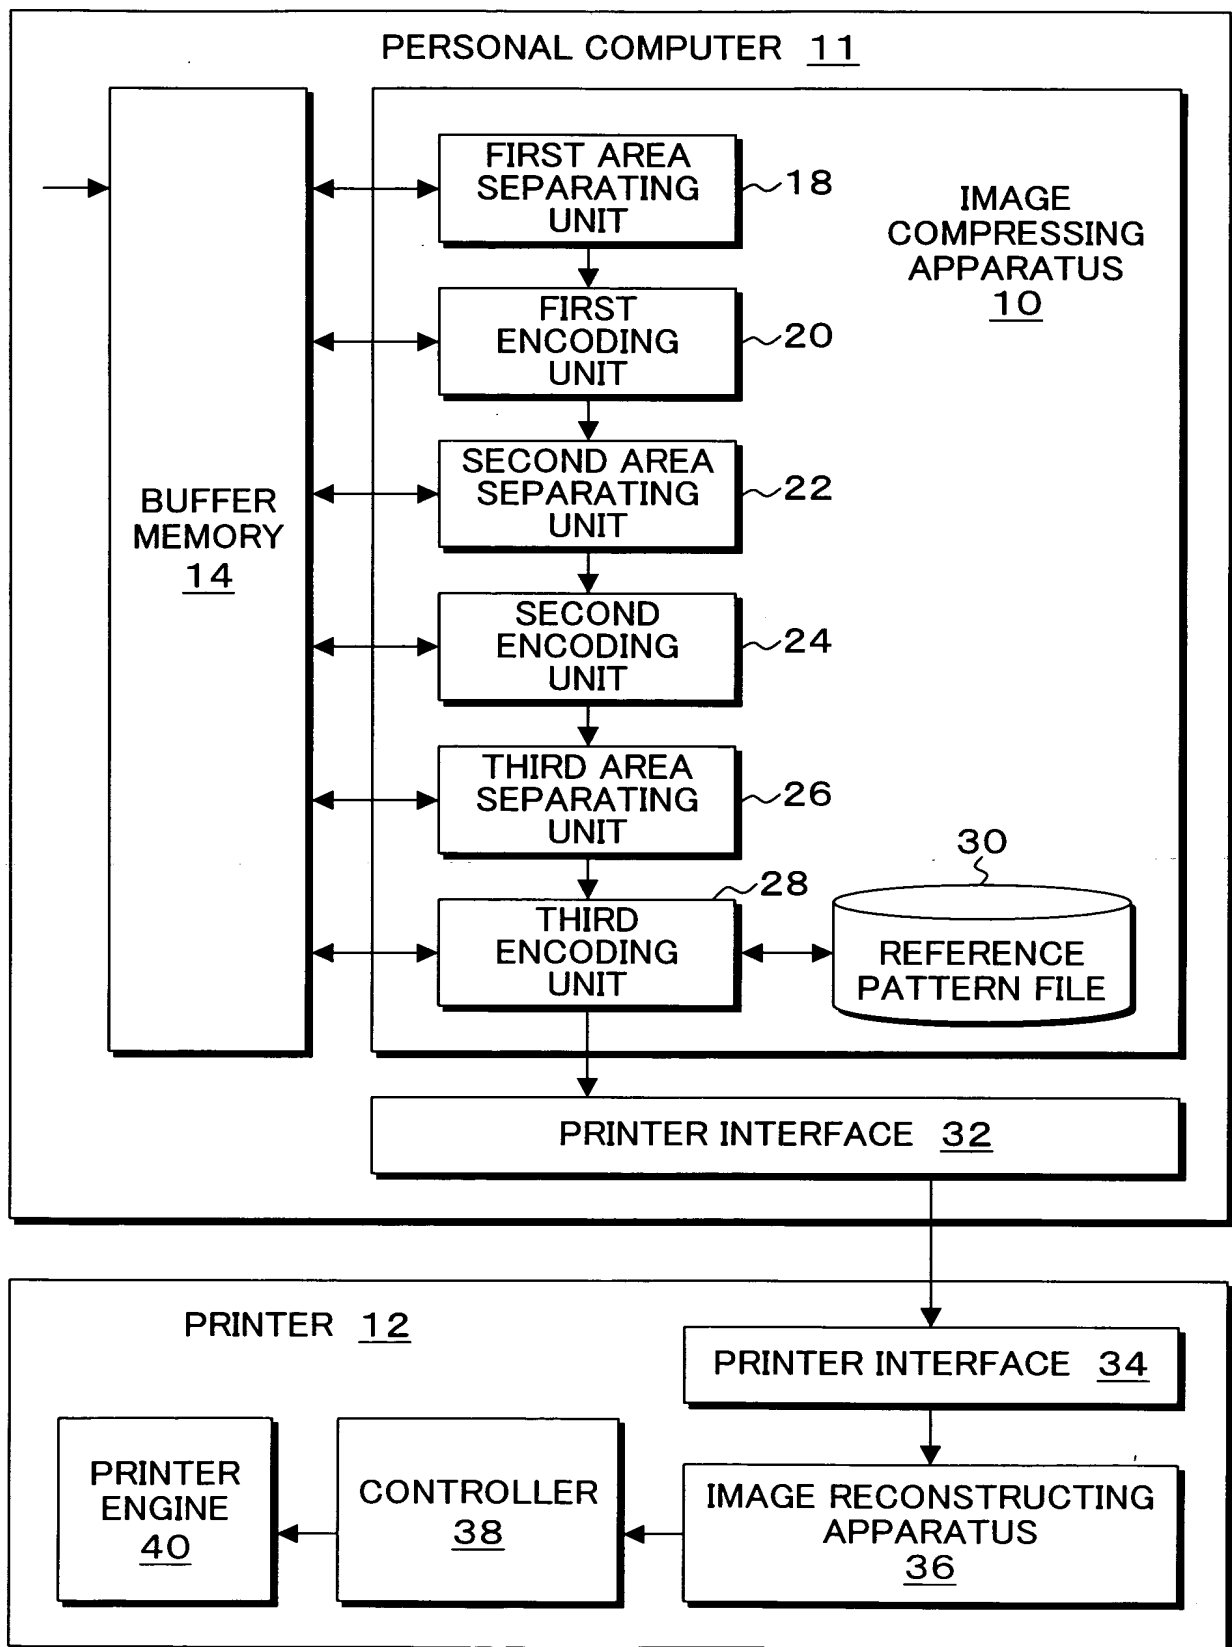 PERSONAL COMPUTER 11
FIRST AREA
SEPARATING
UNIT
18
IMAGE
COMPRESSING
APPARATUS
10
FIRST
ENCODING
UNIT
20
SECOND AREA
SEPARATING
UNIT
22
BUFFER
MEMORY
14
SECOND
ENCODING
UNIT
24
THIRD AREA
SEPARATING
UNIT
26
THIRD
ENCODING
UNIT
28
30
REFERENCE
PATTERN FILE
PRINTER INTERFACE 32
PRINTER 12
PRINTER INTERFACE 34
PRINTER
ENGINE
40
CONTROLLER
38
IMAGE RECONSTRUCTING
APPARATUS
36